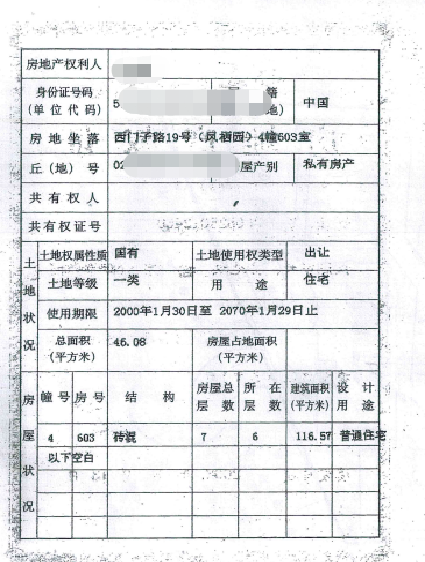 房地产权利人
身份证号码
(单位代码) 5 籍 地) 中国
房地坐落 西门子路19号(凤栖园)4幢603室
丘(地)号 02 屋产别 私有房产
共有权人
共有权证号
土地状况
土地权属性质 国有 土地使用权类型 出让
土地等级 一类 用途 住宅
使用期限 2000年1月30日至 2070年1月29日止
总面积 46.08 房屋占地面积
(平方米) (平方米)
房屋状况
幢号 房号 结构 房屋总层数 所在层数 建筑面积(平方米) 设计用途
4 603 砖混 7 6 116.57 普通住宅
以下空白